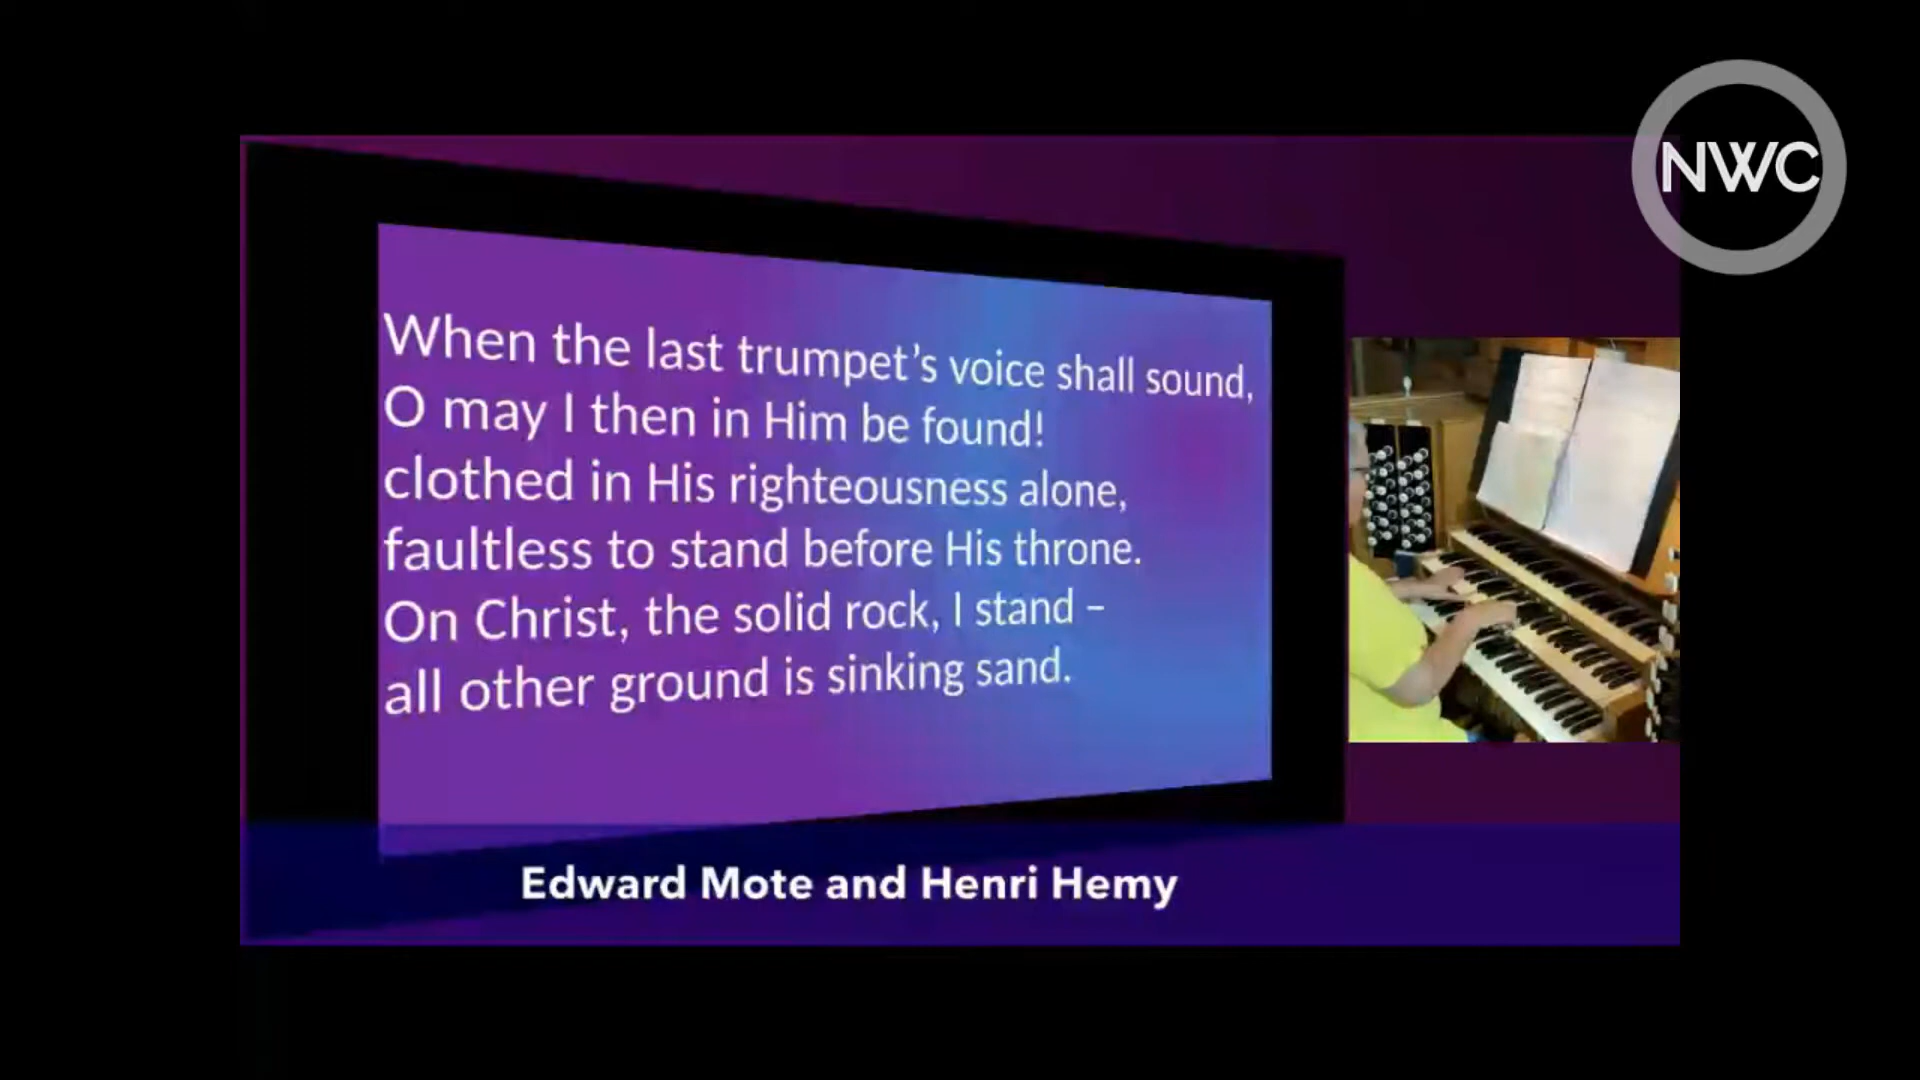 NWC
When the last trumpet’s voice shall sound,
O may I then in Him be found!
clothed in His righteousness alone,
faultless to stand before His throne.
On Christ, the solid rock, I stand –
all other ground is sinking sand.
Edward Mote and Henri Hemy